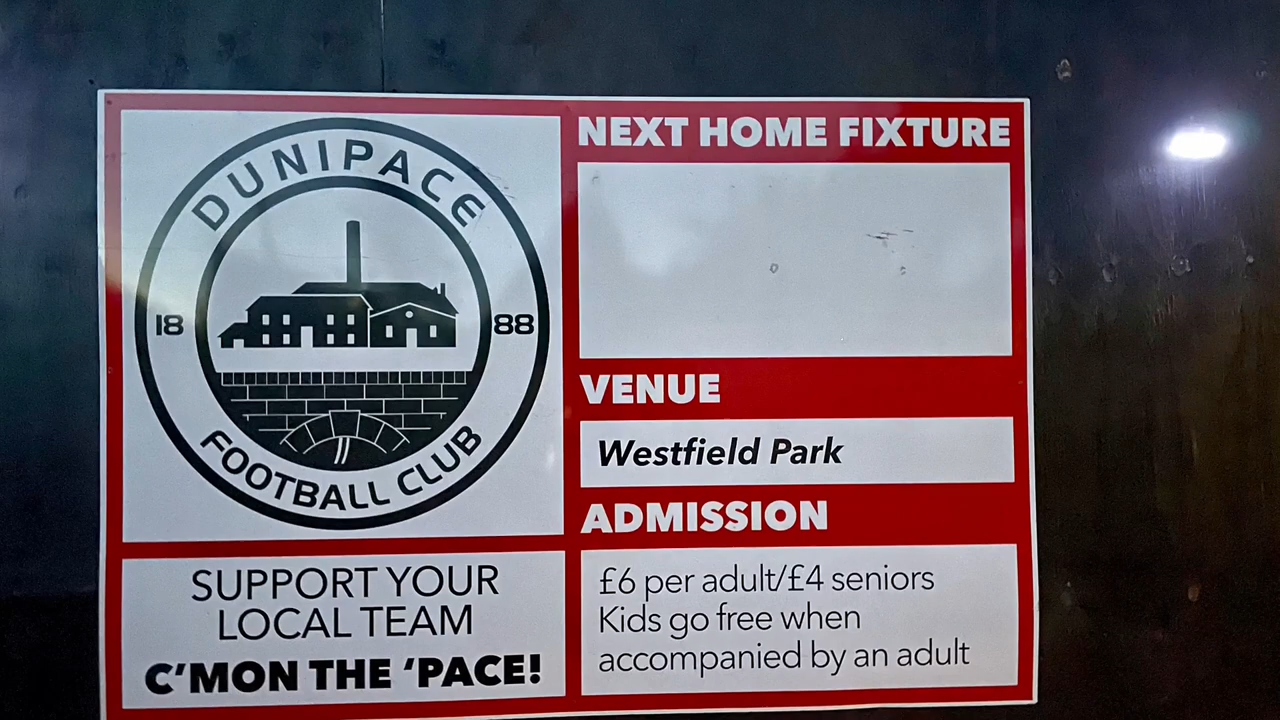 DUNIPACE
18 88
FOOTBALL CLUB
SUPPORT YOUR
LOCAL TEAM
C'MON THE 'PACE!
NEXT HOME FIXTURE
VENUE
Westfield Park
ADMISSION
£6 per adult/£4 seniors
Kids go free when
accompanied by an adult